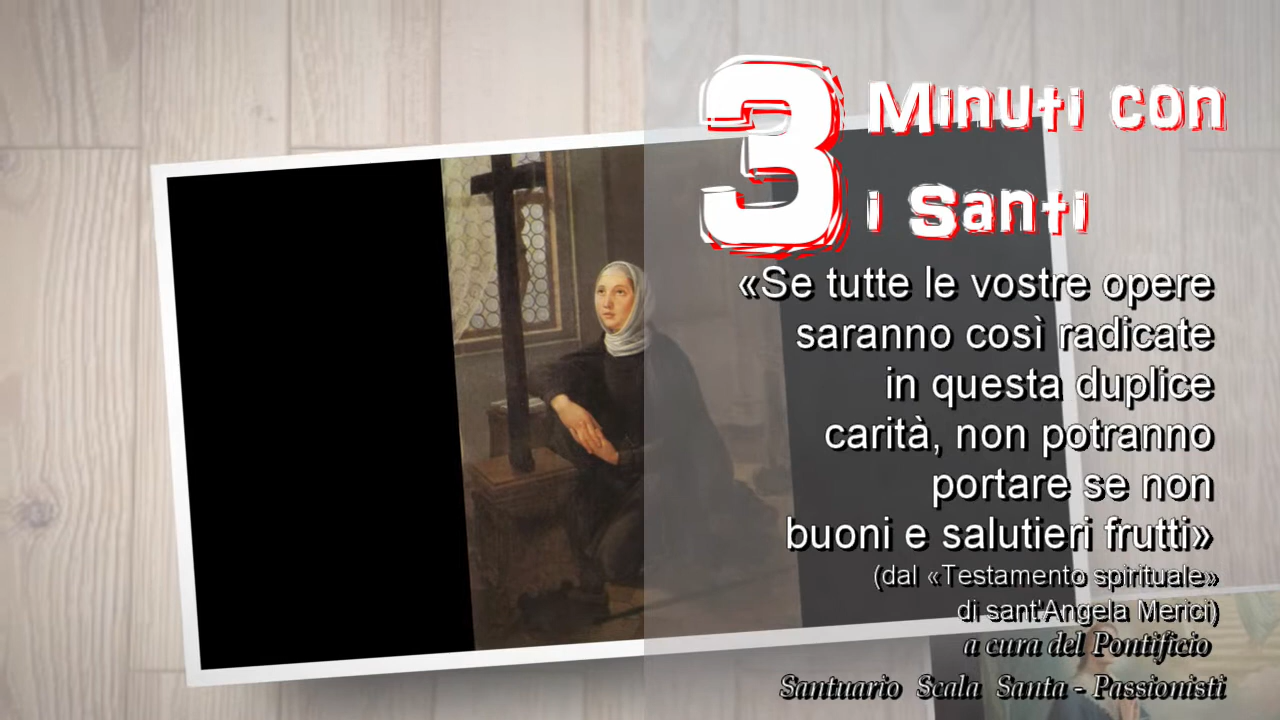 3 Minuti con
i Santi
«Se tutte le vostre opere
saranno così radicate
in questa duplice
carità, non potranno
portare se non
buoni e salutieri frutti»
(dal «Testamento spirituale»
di sant'Angela Merici)
a cura del Pontificio
Santuario Scala Santa - Passionisti